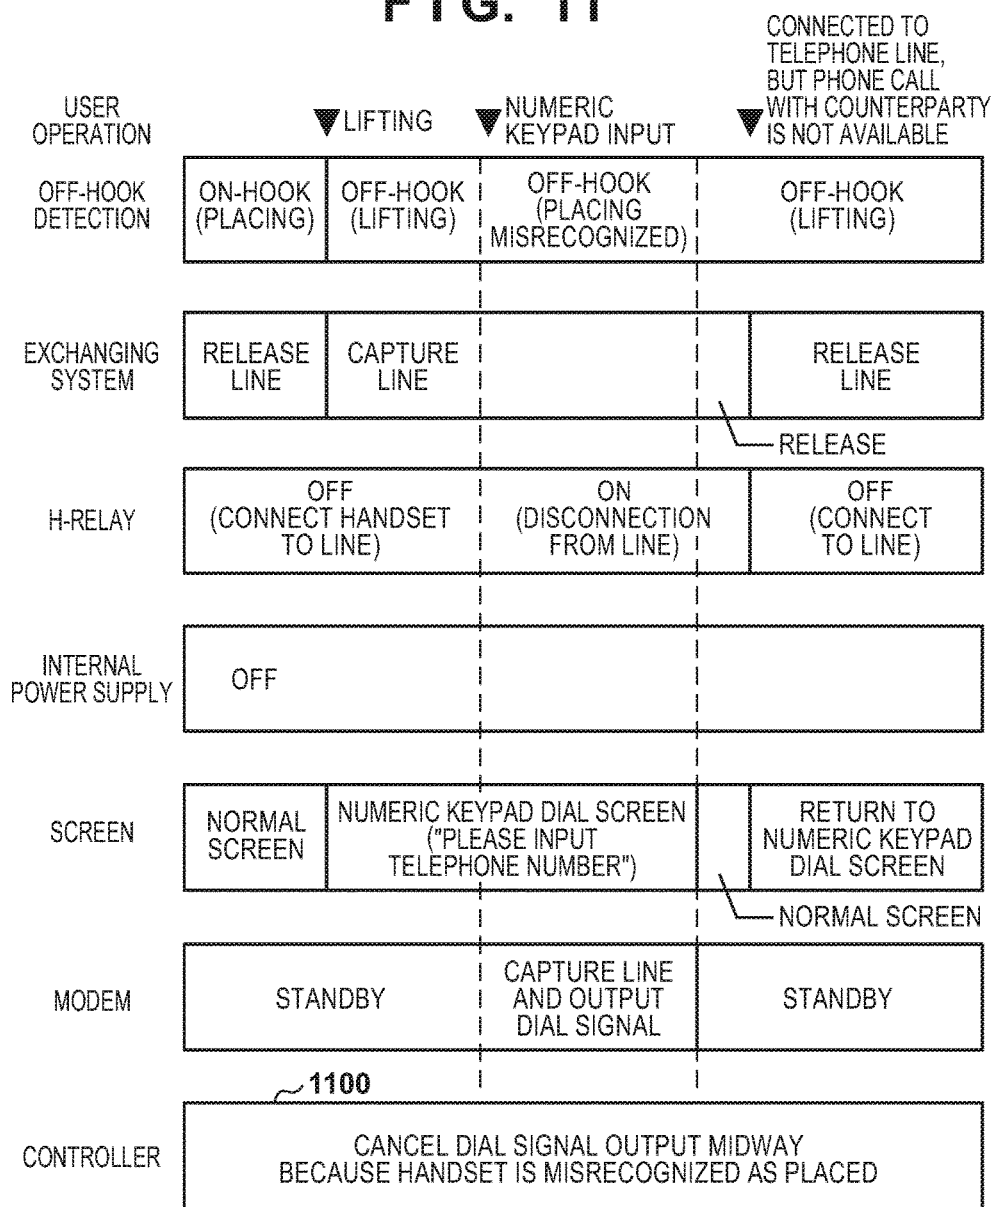 FIG. 11
CONNECTED TO
TELEPHONE LINE,
BUT PHONE CALL
WITH COUNTERPARTY
IS NOT AVAILABLE
USER
OPERATION
▼LIFTING
▼NUMERIC
KEYPAD INPUT
OFF-HOOK
DETECTION
ON-HOOK
(PLACING)
OFF-HOOK
(LIFTING)
OFF-HOOK
(PLACING
MISRECOGNIZED)
OFF-HOOK
(LIFTING)
EXCHANGING
SYSTEM
RELEASE
LINE
CAPTURE
LINE
RELEASE
LINE
RELEASE
H-RELAY
OFF
(CONNECT HANDSET
TO LINE)
ON
(DISCONNECTION
FROM LINE)
OFF
(CONNECT
TO LINE)
INTERNAL
POWER SUPPLY
OFF
SCREEN
NORMAL
SCREEN
NUMERIC KEYPAD DIAL SCREEN
("PLEASE INPUT
TELEPHONE NUMBER")
RETURN TO
NUMERIC KEYPAD
DIAL SCREEN
NORMAL SCREEN
MODEM
STANDBY
CAPTURE LINE
AND OUTPUT
DIAL SIGNAL
STANDBY
1100
CONTROLLER
CANCEL DIAL SIGNAL OUTPUT MIDWAY
BECAUSE HANDSET IS MISRECOGNIZED AS PLACED